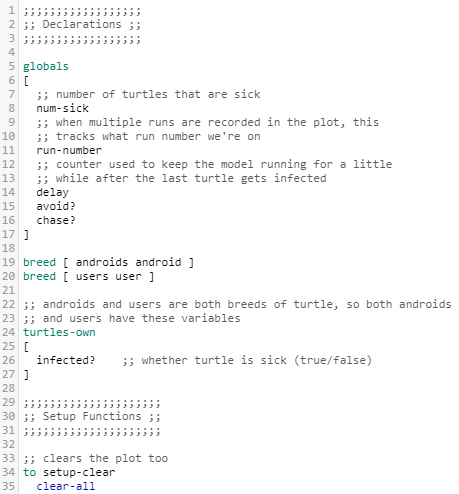 1 ;;;;;;;;;;;;;;;;;;
2 ;; Declarations ;;
3 ;;;;;;;;;;;;;;;;;;
4
5 globals
6 [
7   ;; number of turtles that are sick
8   num-sick
9   ;; when multiple runs are recorded in the plot, this
10   ;; tracks what run number we're on
11   run-number
12   ;; counter used to keep the model running for a little
13   ;; while after the last turtle gets infected
14   delay
15   avoid?
16   chase?
17 ]
18
19 breed [ androids android ]
20 breed [ users user ]
21
22 ;; androids and users are both breeds of turtle, so both androids
23 ;; and users have these variables
24 turtles-own
25 [
26   infected?    ;; whether turtle is sick (true/false)
27 ]
28
29 ;;;;;;;;;;;;;;;;;;;;;
30 ;; Setup Functions ;;
31 ;;;;;;;;;;;;;;;;;;;;;
32
33 ;; clears the plot too
34 to setup-clear
35   clear-all